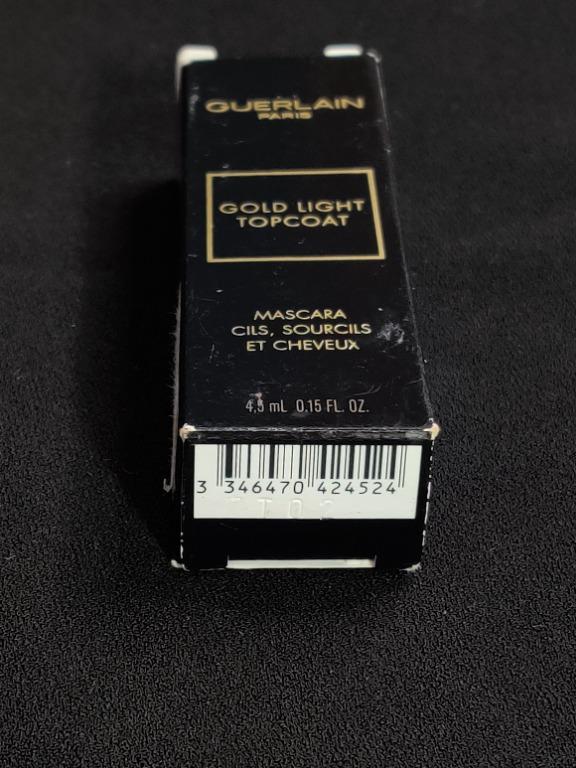 GUERLAIN
PARIS
GOLD LIGHT
TOPCOAT
MASCARA
CILS, SOURCILS
ET CHEVEUX
4,5 mL 0.15 FL. OZ.
3 346470 424524